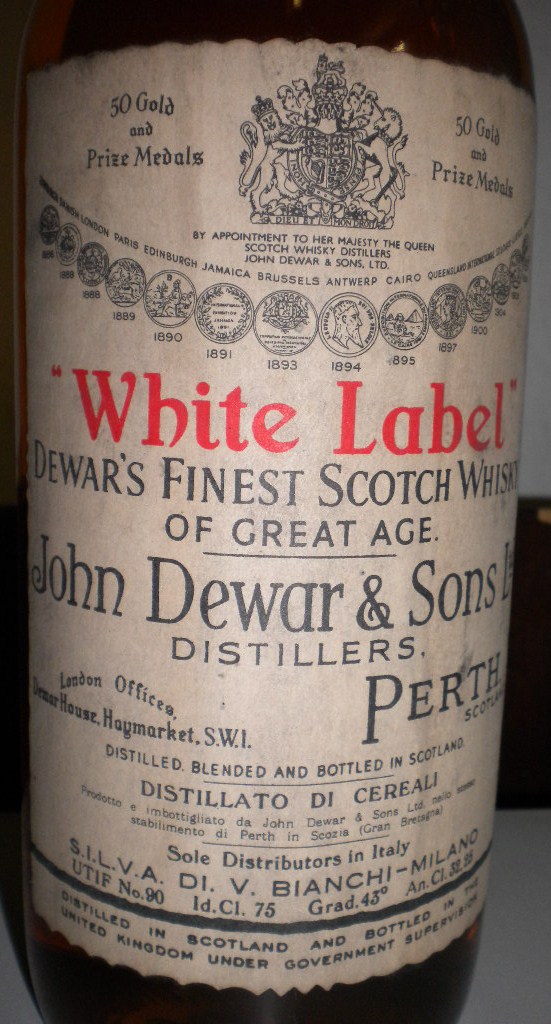 50 Gold
and
Prize Medals
50 Gold
and
Prize Medals
DIEU ET MON DROIT
BY APPOINTMENT TO HER MAJESTY THE QUEEN
SCOTCH WHISKY DISTILLERS
JOHN DEWAR & SONS, LTD.
LONDON PARIS EDINBURGH JAMAICA BRUSSELS ANTWERP CAIRO QUEENSLAND
1886 1888 1888 1889 1890 1891 1893 1894 895 1897 1900
"White Label"
DEWAR'S FINEST SCOTCH WHISKY
OF GREAT AGE.
John Dewar & Sons Ltd
DISTILLERS,
PERTH,
SCOTLAND
London Offices,
Dewar House, Haymarket, S.W.1.
DISTILLED, BLENDED AND BOTTLED IN SCOTLAND.
DISTILLATO DI CEREALI
Prodotto e imbottigliato da John Dewar & Sons Ltd. nello stesso
stabilimento di Perth in Scozia (Gran Bretagna)
Sole Distributors in Italy
S.I.L.V.A. DI. V. BIANCHI-MILANO
UTIF No.90 Id.Cl. 75 Grad.43° An.Cl.
DISTILLED IN SCOTLAND AND BOTTLED IN THE
UNITED KINGDOM UNDER GOVERNMENT SUPERVISION